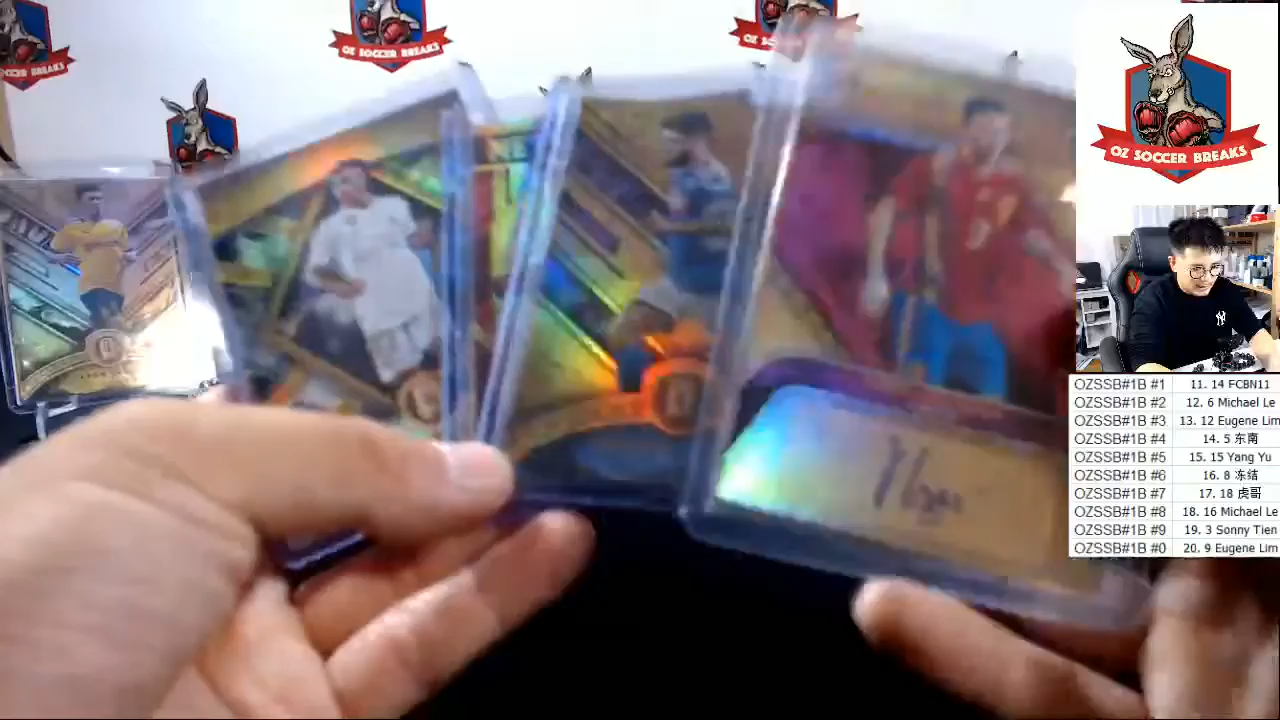 OZ SOCCER BREAKS
OZ SOCCER BREAKS
OZSSB#1B #1 11. 14 FCBN11
OZSSB#1B #2 12. 6 Michael Le
OZSSB#1B #3 13. 12 Eugene Lim
OZSSB#1B #4 14. 5 东南
OZSSB#1B #5 15. 15 Yang Yu
OZSSB#1B #6 16. 8 冻结
OZSSB#1B #7 17. 18 虎哥
OZSSB#1B #8 18. 16 Michael Le
OZSSB#1B #9 19. 3 Sonny Tien
OZSSB#1B #0 20. 9 Eugene Lim